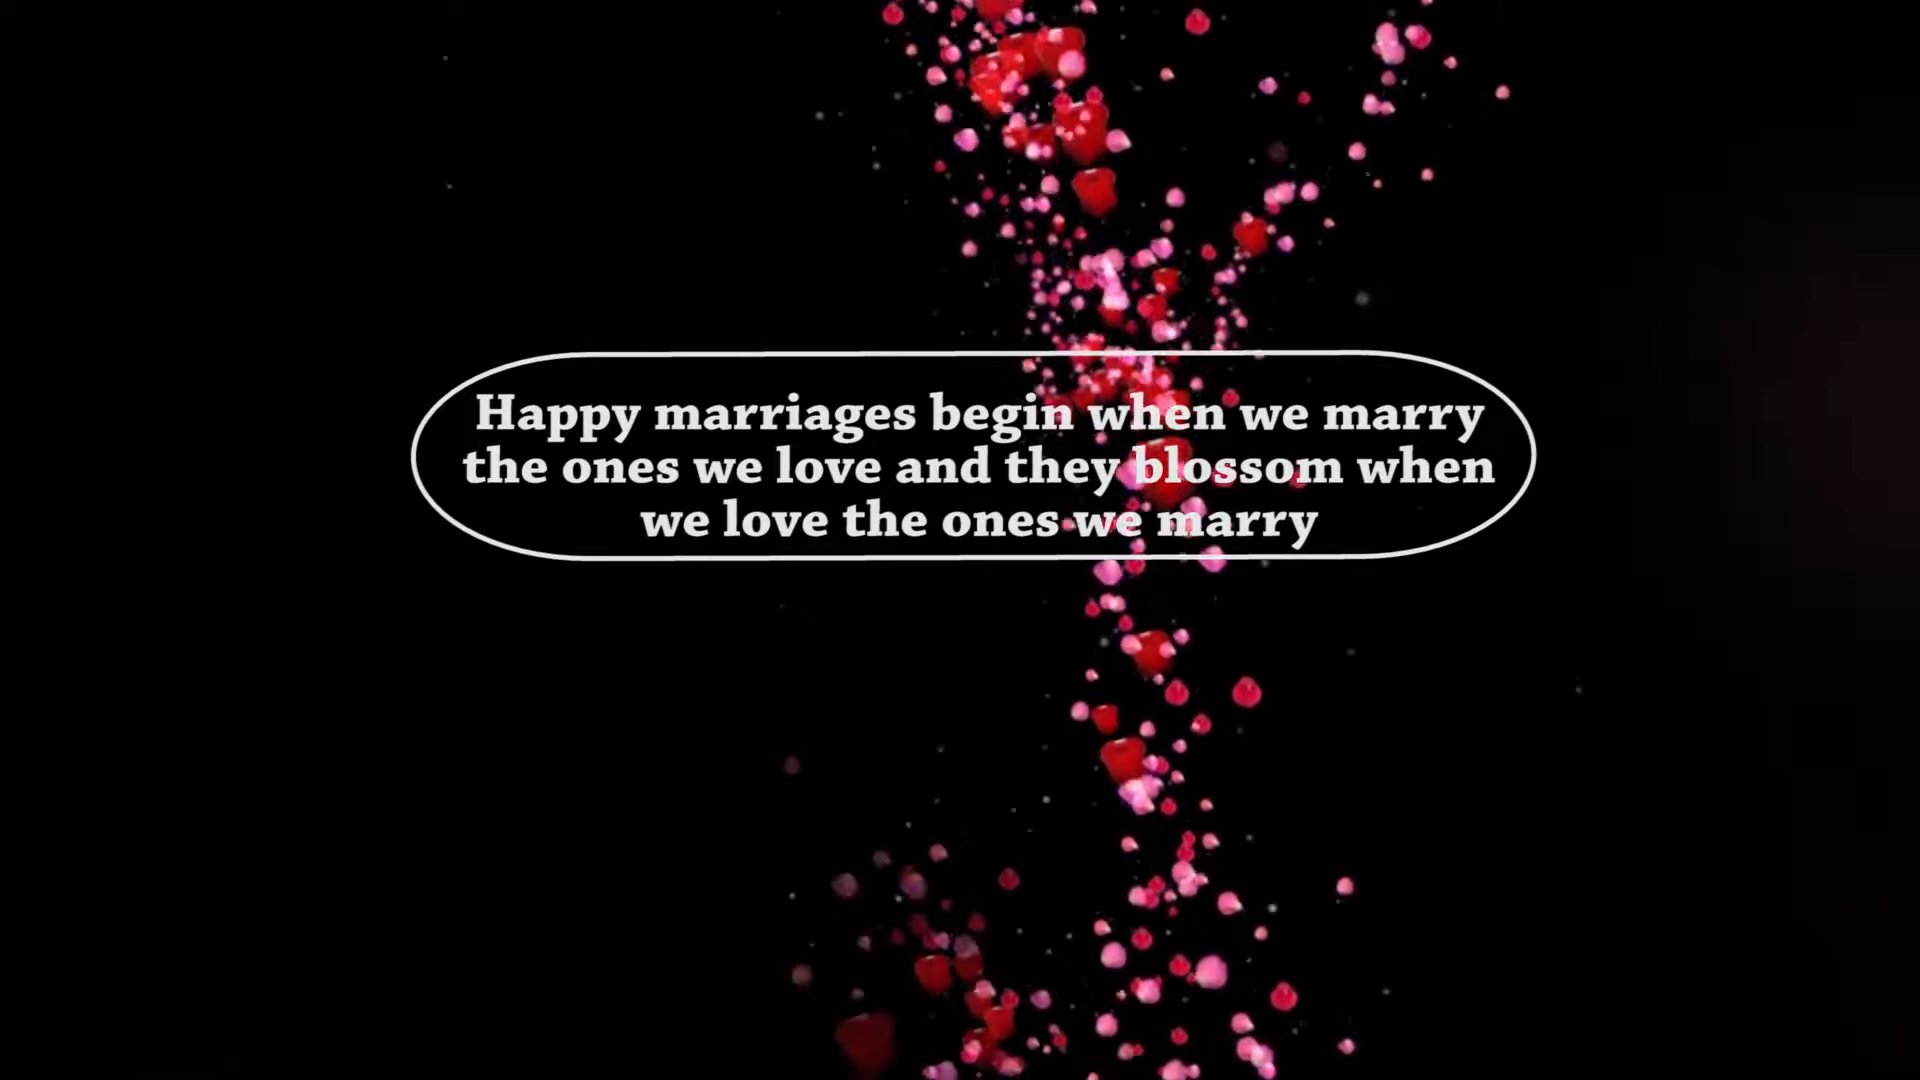 Happy marriages begin when we marry
the ones we love and they blossom when
we love the ones we marry